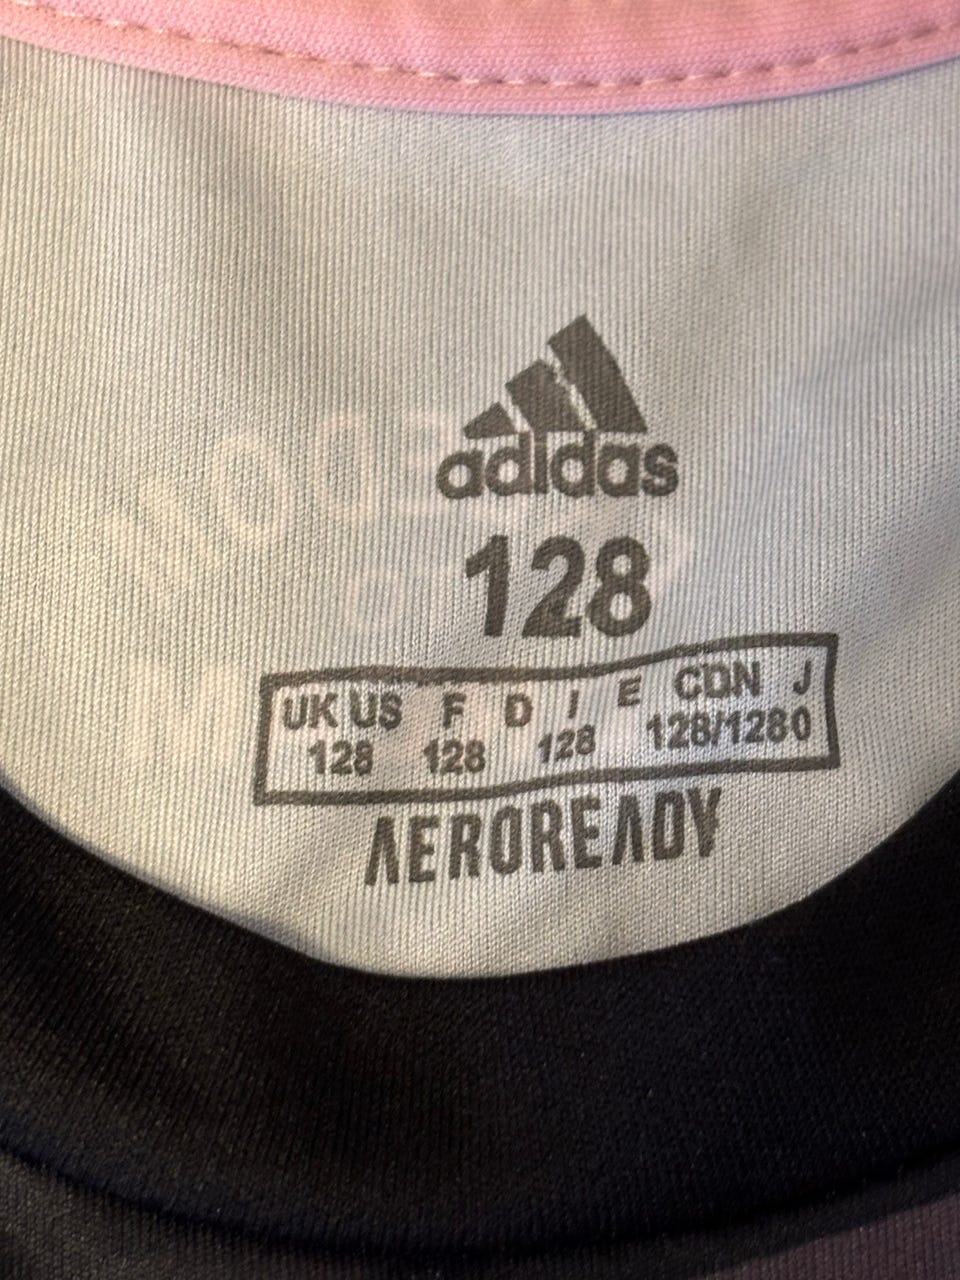 adidas
128
UK US F D I E CDN J
128 128 128 128/1280
AEROREADY